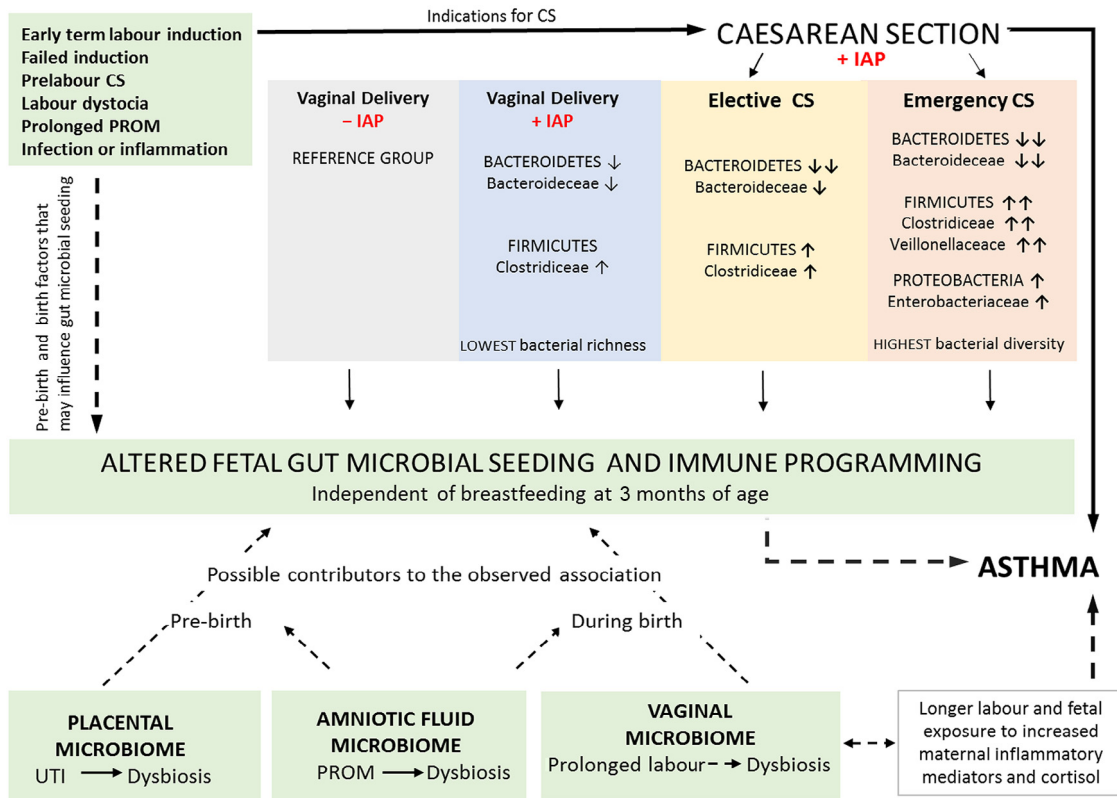 Early term labour induction
Failed induction
Prelabour CS
Labour dystocia
Prolonged PROM
Infection or inflammation
Indications for CS
CAESAREAN SECTION
+ IAP
Vaginal Delivery
– IAP
REFERENCE GROUP
Vaginal Delivery
+ IAP
BACTEROIDETES ↓
Bacteroideceae ↓
FIRMICUTES
Clostridiceae ↑
LOWEST bacterial richness
Elective CS
BACTEROIDETES ↓↓
Bacteroideceae ↓
FIRMICUTES ↑
Clostridiceae ↑
Emergency CS
BACTEROIDETES ↓↓
Bacteroideceae ↓↓
FIRMICUTES ↑↑
Clostridiceae ↑↑
Veillonellaceace ↑↑
PROTEOBACTERIA ↑
Enterobacteriaceae ↑
HIGHEST bacterial diversity
Pre-birth and birth factors that
may influence gut microbial seeding
ALTERED FETAL GUT MICROBIAL SEEDING AND IMMUNE PROGRAMMING
Independent of breastfeeding at 3 months of age
Possible contributors to the observed association
Pre-birth
During birth
ASTHMA
PLACENTAL
MICROBIOME
UTI → Dysbiosis
AMNIOTIC FLUID
MICROBIOME
PROM → Dysbiosis
VAGINAL
MICROBIOME
Prolonged labour – → Dysbiosis
Longer labour and fetal
exposure to increased
maternal inflammatory
mediators and cortisol